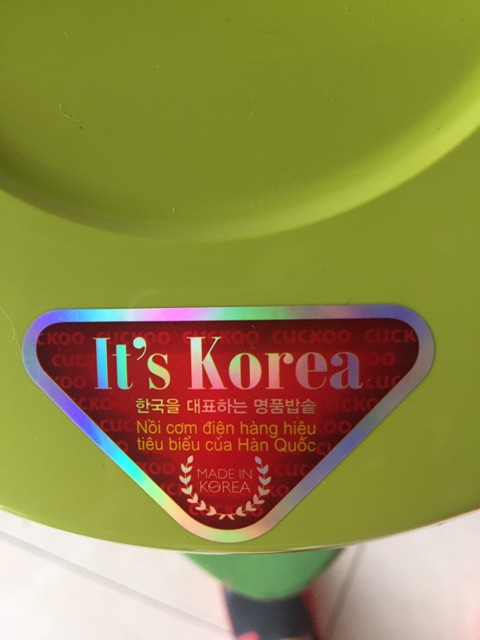 It's Korea
한국을 대표하는 명품밥솥
Nồi cơm điện hàng hiệu
tiêu biểu của Hàn Quốc
MADE IN
KOREA